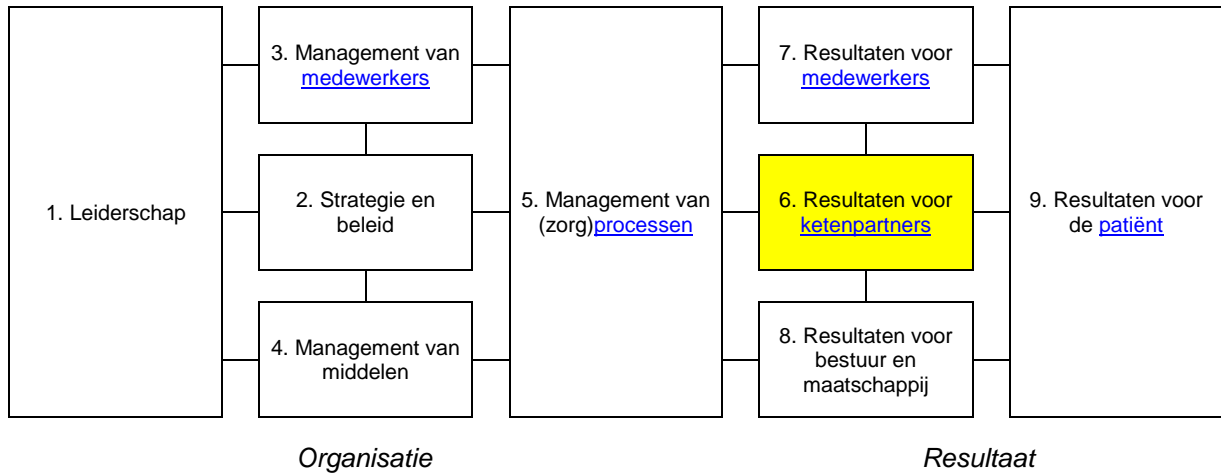 1. Leiderschap
3. Management van
medewerkers
2. Strategie en
beleid
4. Management van
middelen
5. Management van
(zorg)processen
7. Resultaten voor
medewerkers
6. Resultaten voor
ketenpartners
8. Resultaten voor
bestuur en
maatschappij
9. Resultaten voor
de patiënt
Organisatie
Resultaat